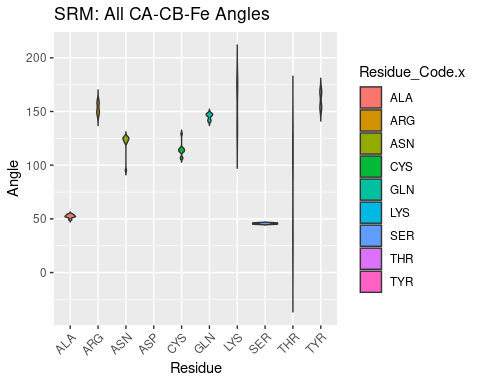 SRM: All CA-CB-Fe Angles
Angle
200
150
100
50
0
ALA
ARG
ASN
ASP
CYS
GLN
LYS
SER
THR
TYR
Residue
Residue_Code.x
ALA
ARG
ASN
CYS
GLN
LYS
SER
THR
TYR